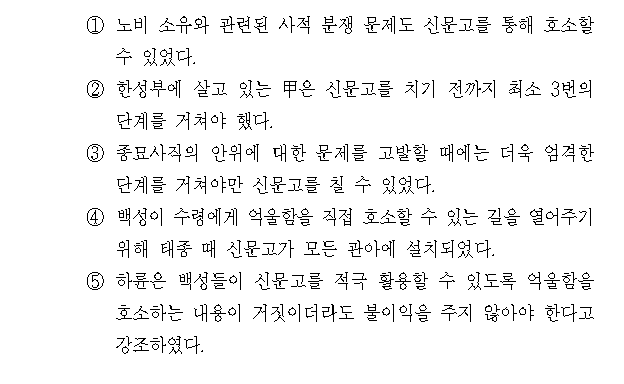 ① 노비 소유와 관련된 사적 분쟁 문제도 신문고를 통해 호소할
수 있었다.
② 한성부에 살고 있는 甲은 신문고를 치기 전까지 최소 3번의
단계를 거쳐야 했다.
③ 종묘사직의 안위에 대한 문제를 고발할 때에는 더욱 엄격한
단계를 거쳐야만 신문고를 칠 수 있었다.
④ 백성이 수령에게 억울함을 직접 호소할 수 있는 길을 열어주기
위해 태종 때 신문고가 모든 관아에 설치되었다.
⑤ 하륜은 백성들이 신문고를 적극 활용할 수 있도록 억울함을
호소하는 내용이 거짓이더라도 불이익을 주지 않아야 한다고
강조하였다.